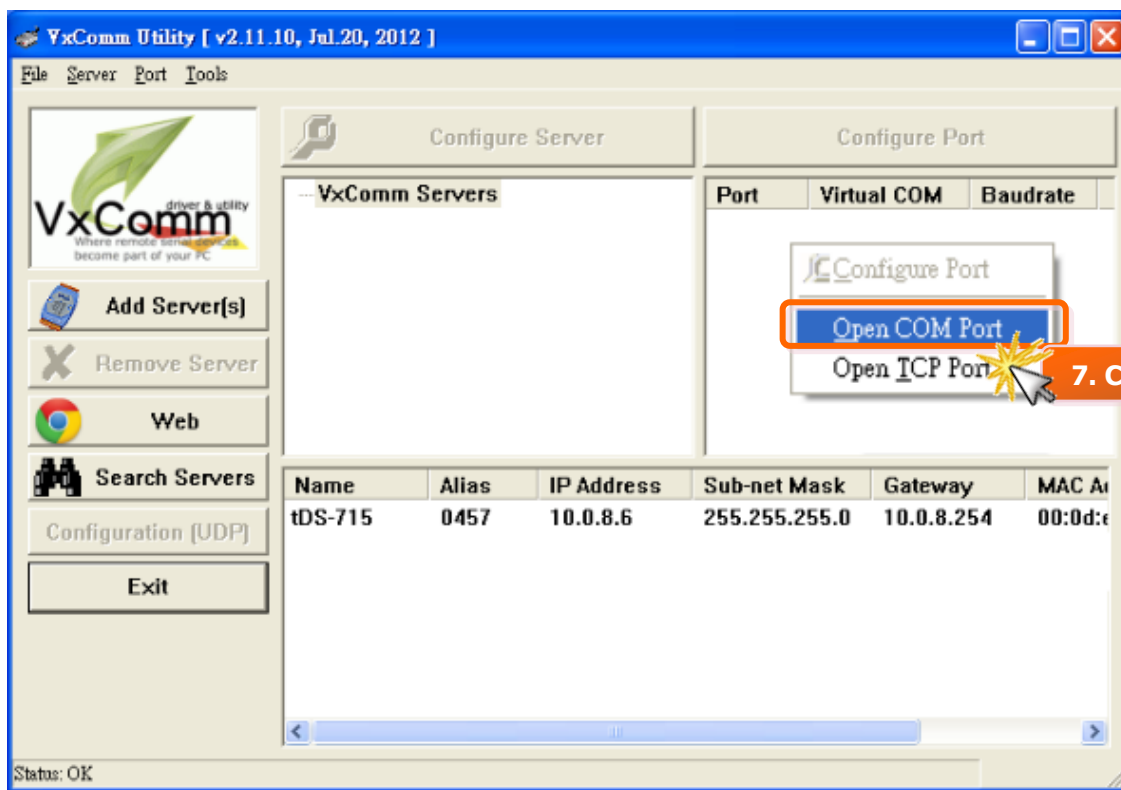 VxComm Utility [ v2.11.10, Jul.20, 2012 ]
File Server Port Tools
VxComm
driver & utility
Where remote serial devices
become part of your PC
Configure Server
Configure Port
VxComm Servers
Port Virtual COM Baudrate
Configure Port
Open COM Port
Open TCP Port
7. C
Add Server(s)
Remove Server
Web
Search Servers
Configuration (UDP)
Exit
Name Alias IP Address Sub-net Mask Gateway MAC
tDS-715 0457 10.0.8.6 255.255.255.0 10.0.8.254 00:0d:
Status: OK